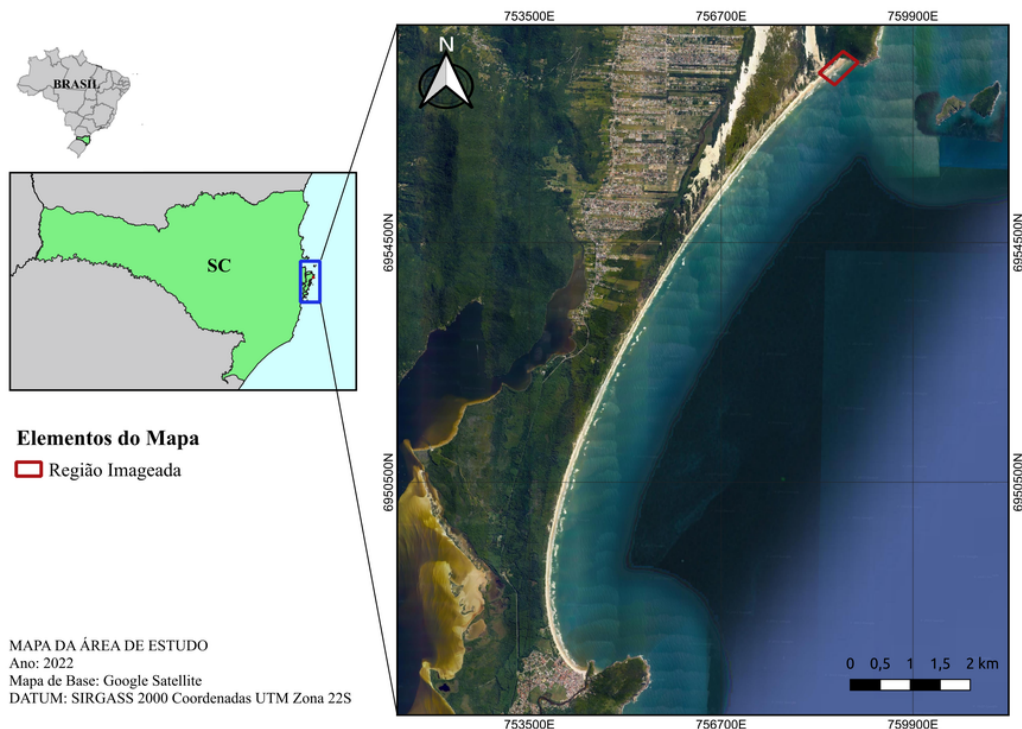 753500E 756700E 759900E
N
BRASIL
SC
6954500N 6954500N
6950500N 6950500N
Elementos do Mapa
Região Imageada
MAPA DA ÁREA DE ESTUDO
Ano: 2022
Mapa de Base: Google Satellite
DATUM: SIRGASS 2000 Coordenadas UTM Zona 22S
0 0,5 1 1,5 2 km
753500E 756700E 759900E